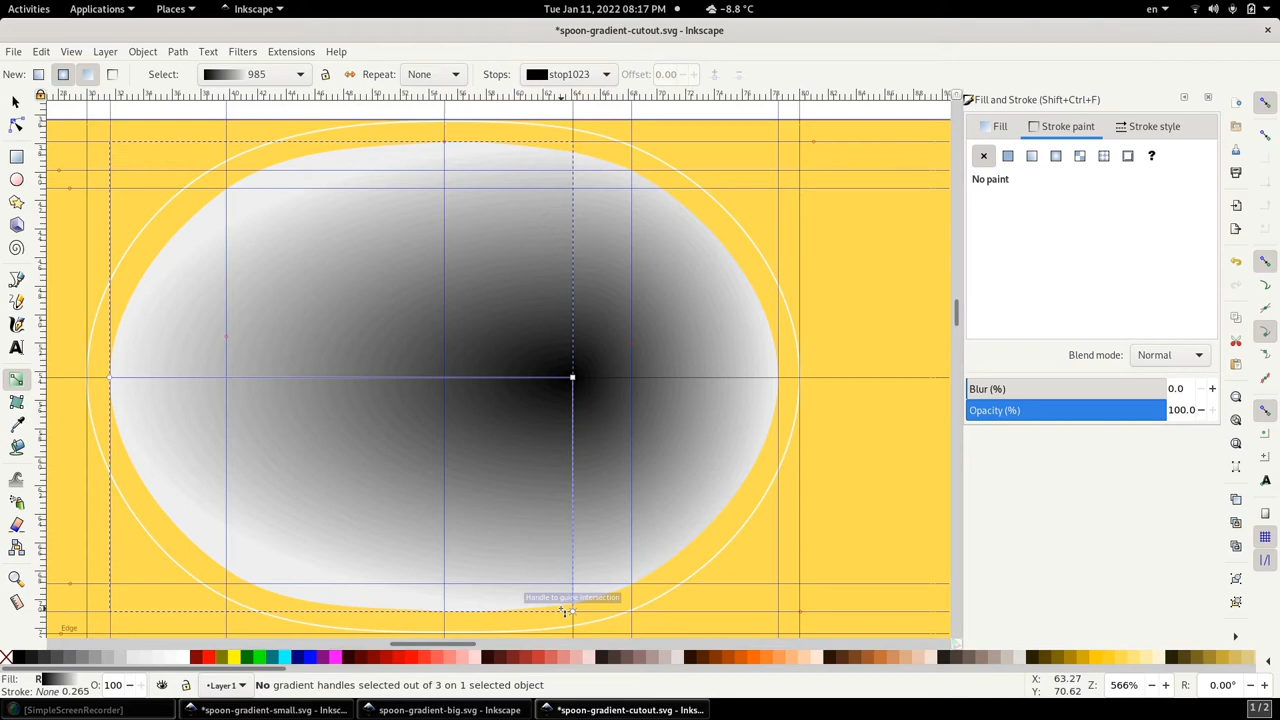 Activities Applications Places Inkscape Tue Jan 11, 2022 08:17 PM -8.8 °C en
*spoon-gradient-cutout.svg - Inkscape
File Edit View Layer Object Path Text Filters Extensions Help
New: Select: 985 Repeat: None Stops: stop1023 Offset: 0.00
Fill and Stroke (Shift+Ctrl+F)
Fill Stroke paint Stroke style
?
No paint
Blend mode: Normal
Blur (%) 0.0
Opacity (%) 100.0
Handle to guide intersection
Edge
Fill: R
Stroke: None 0.265
O: 100
Layer 1
No gradient handles selected out of 3 on 1 selected object
X: 63.27
Y: 70.62
Z: 566%
R: 0.00°
[SimpleScreenRecorder] *spoon-gradient-small.svg - Inksc... spoon-gradient-big.svg - Inkscape *spoon-gradient-cutout.svg - Inks... 1/2